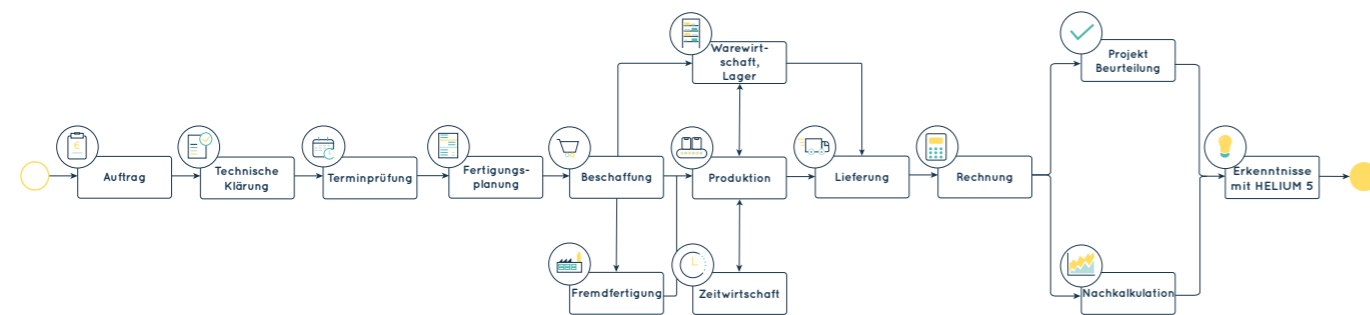 Auftrag
Technische
Klärung
Terminprüfung
Fertigungs-
planung
Beschaffung
Warewirt-
schaft,
Lager
Produktion
Fremdfertigung
Zeitwirtschaft
Lieferung
€
Rechnung
Projekt
Beurteilung
Nachkalkulation
Erkenntnisse
mit HELIUM 5